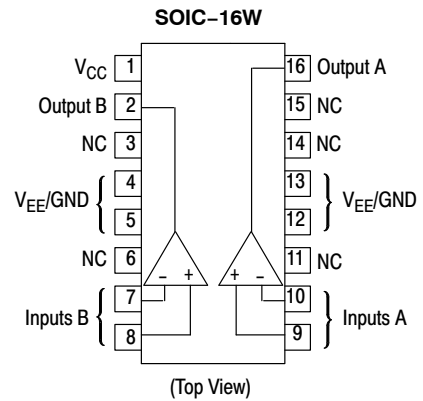 SOIC–16W
VCC 1 16 Output A
Output B 2 15 NC
NC 3 14 NC
4 13
VEE/GND VEE/GND
5 12
NC 6 11 NC
– + + –
7 10
Inputs B Inputs A
8 9
(Top View)